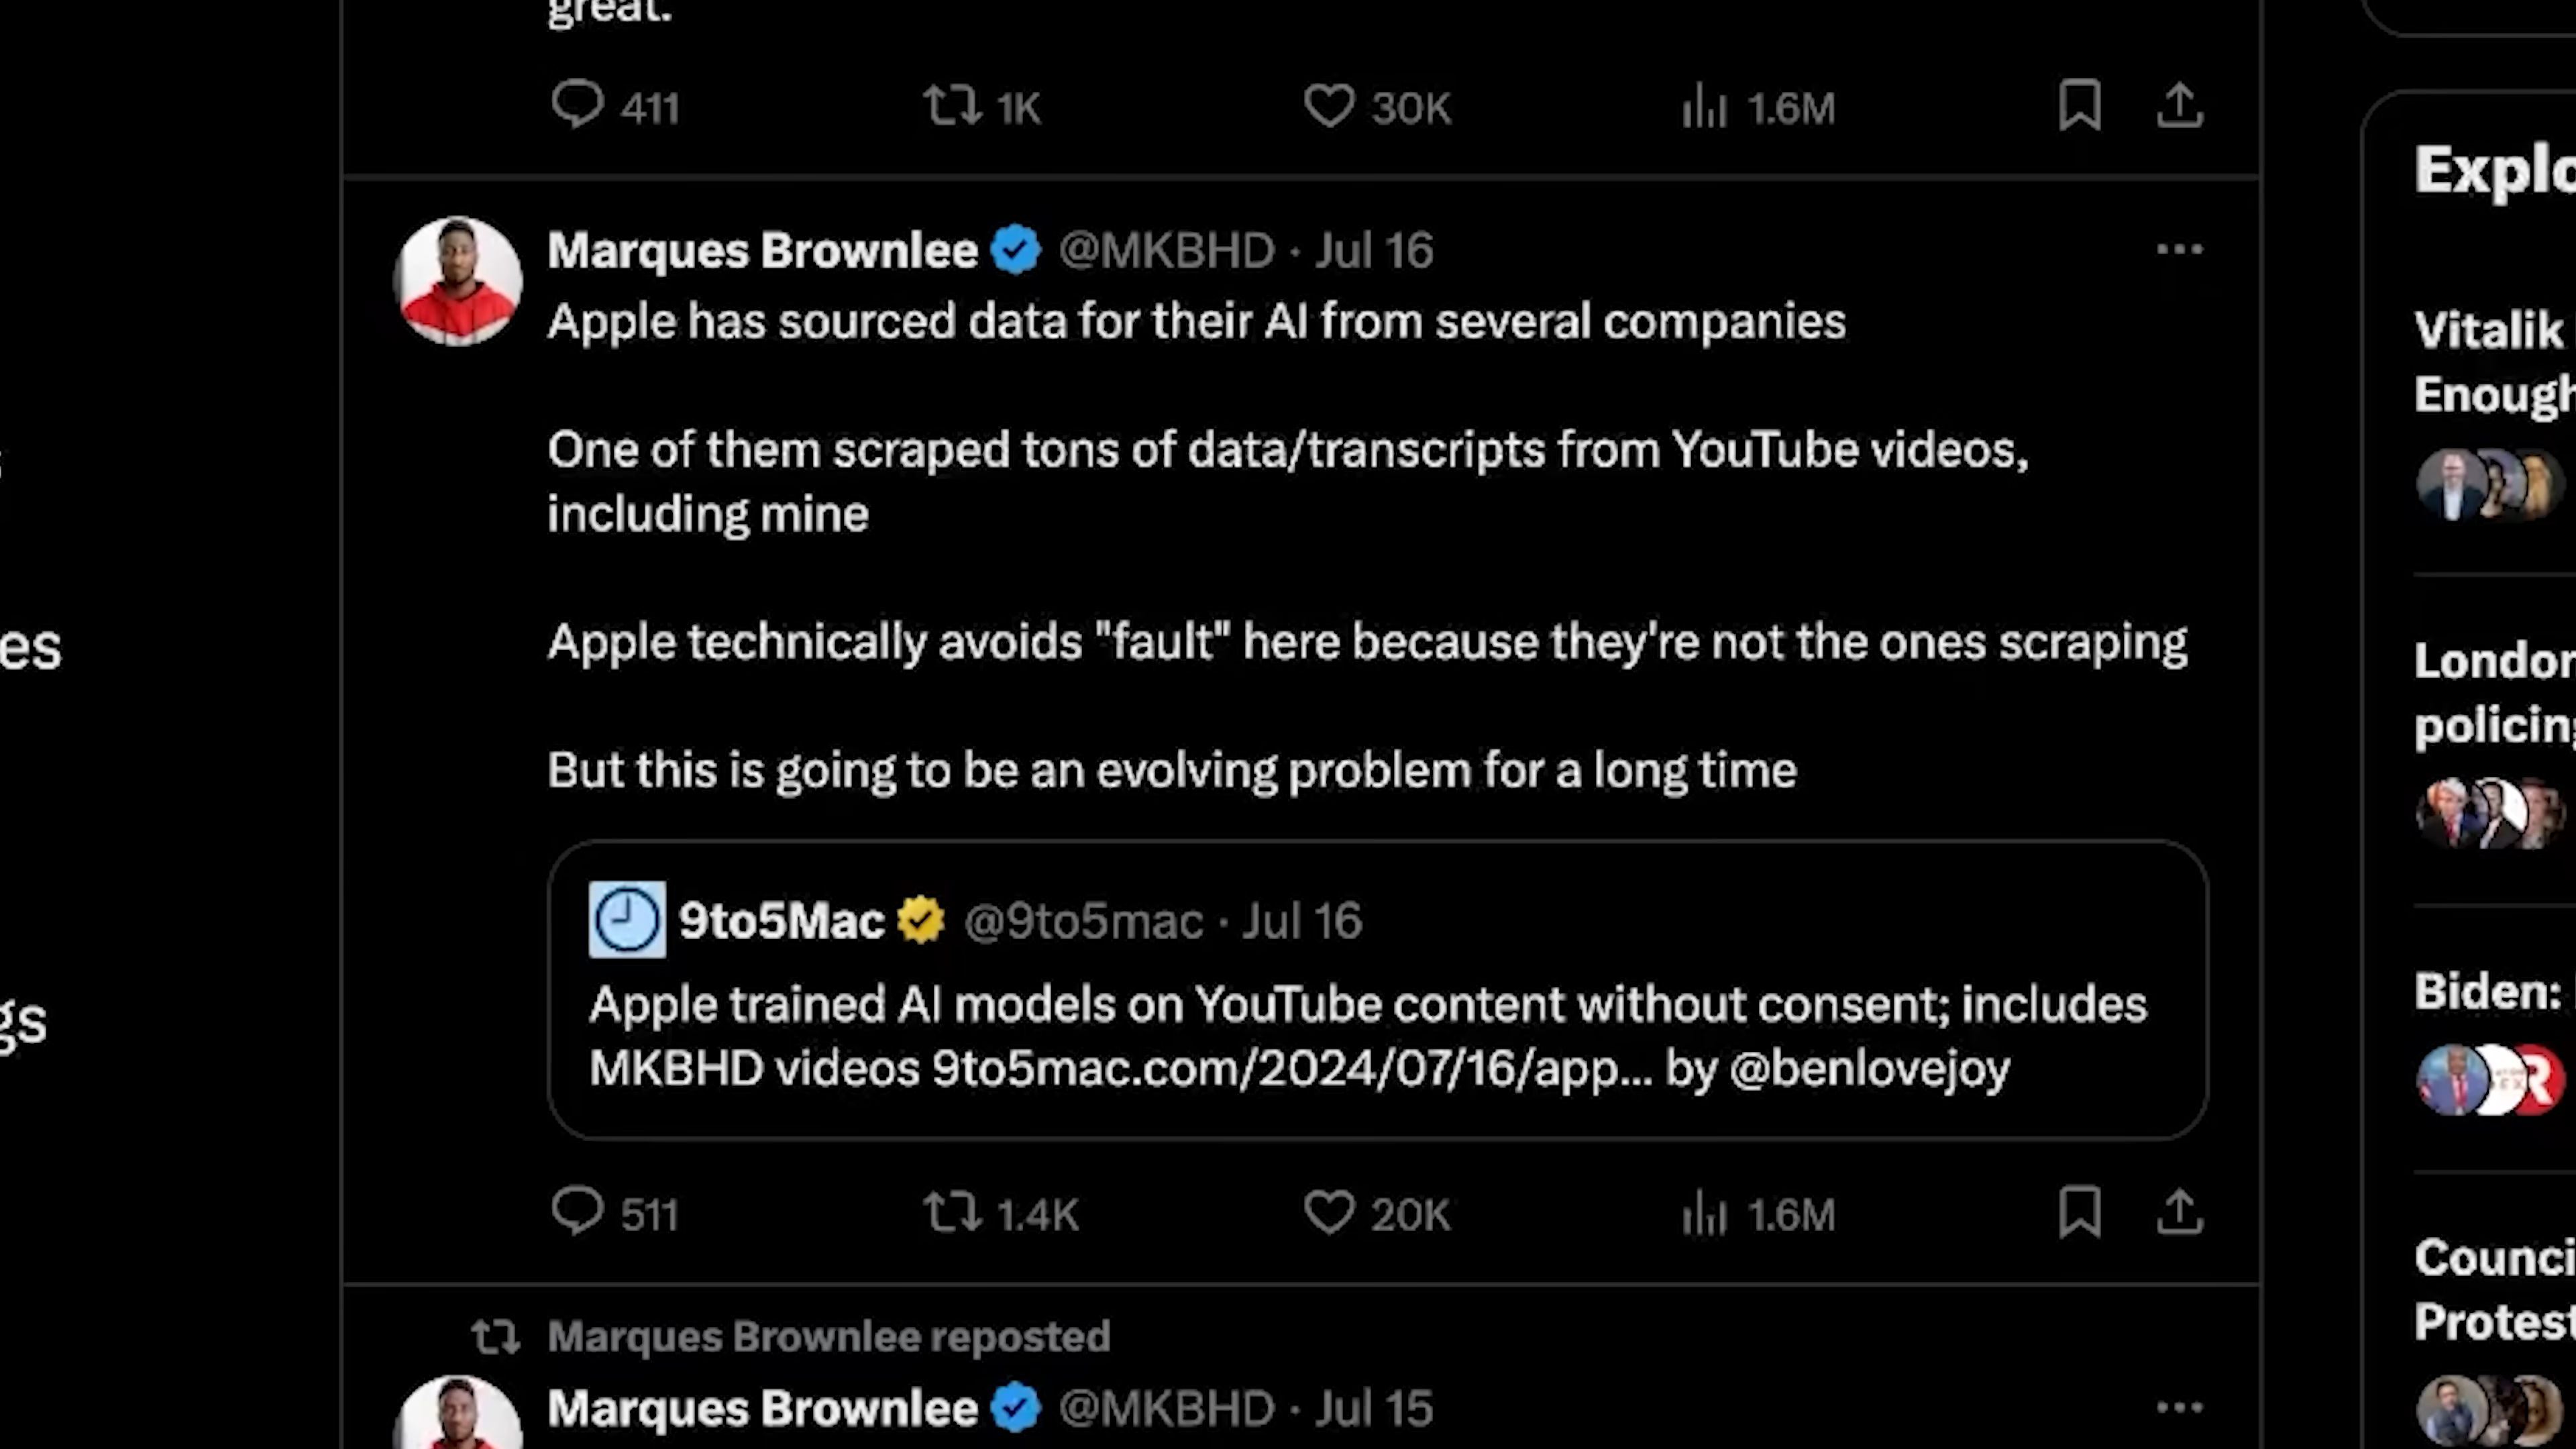 great.
411 1K 30K 1.6M
Marques Brownlee @MKBHD · Jul 16
Apple has sourced data for their AI from several companies
One of them scraped tons of data/transcripts from YouTube videos,
including mine
Apple technically avoids "fault" here because they're not the ones scraping
But this is going to be an evolving problem for a long time
9to5Mac @9to5mac · Jul 16
Apple trained AI models on YouTube content without consent; includes
MKBHD videos 9to5mac.com/2024/07/16/app... by @benlovejoy
511 1.4K 20K 1.6M
Marques Brownlee reposted
Marques Brownlee @MKBHD · Jul 15
es
gs
Explo
Vitalik
Enough
London
policing
Biden:
R
Counci
Protest